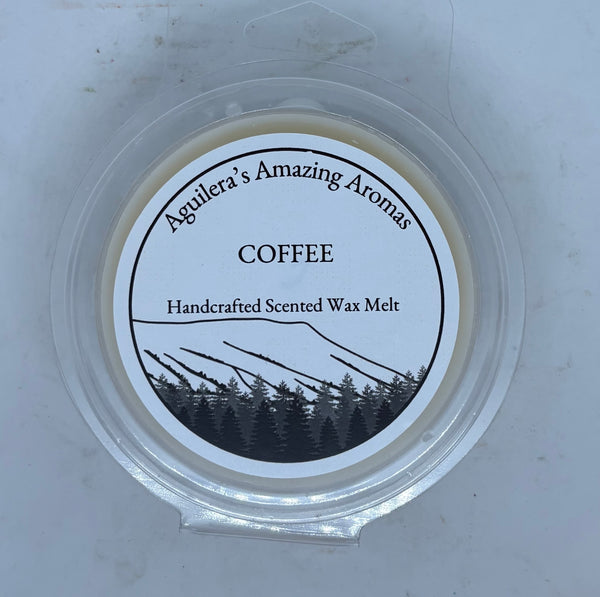 Aguilera's Amazing Aromas
COFFEE
Handcrafted Scented Wax Melt